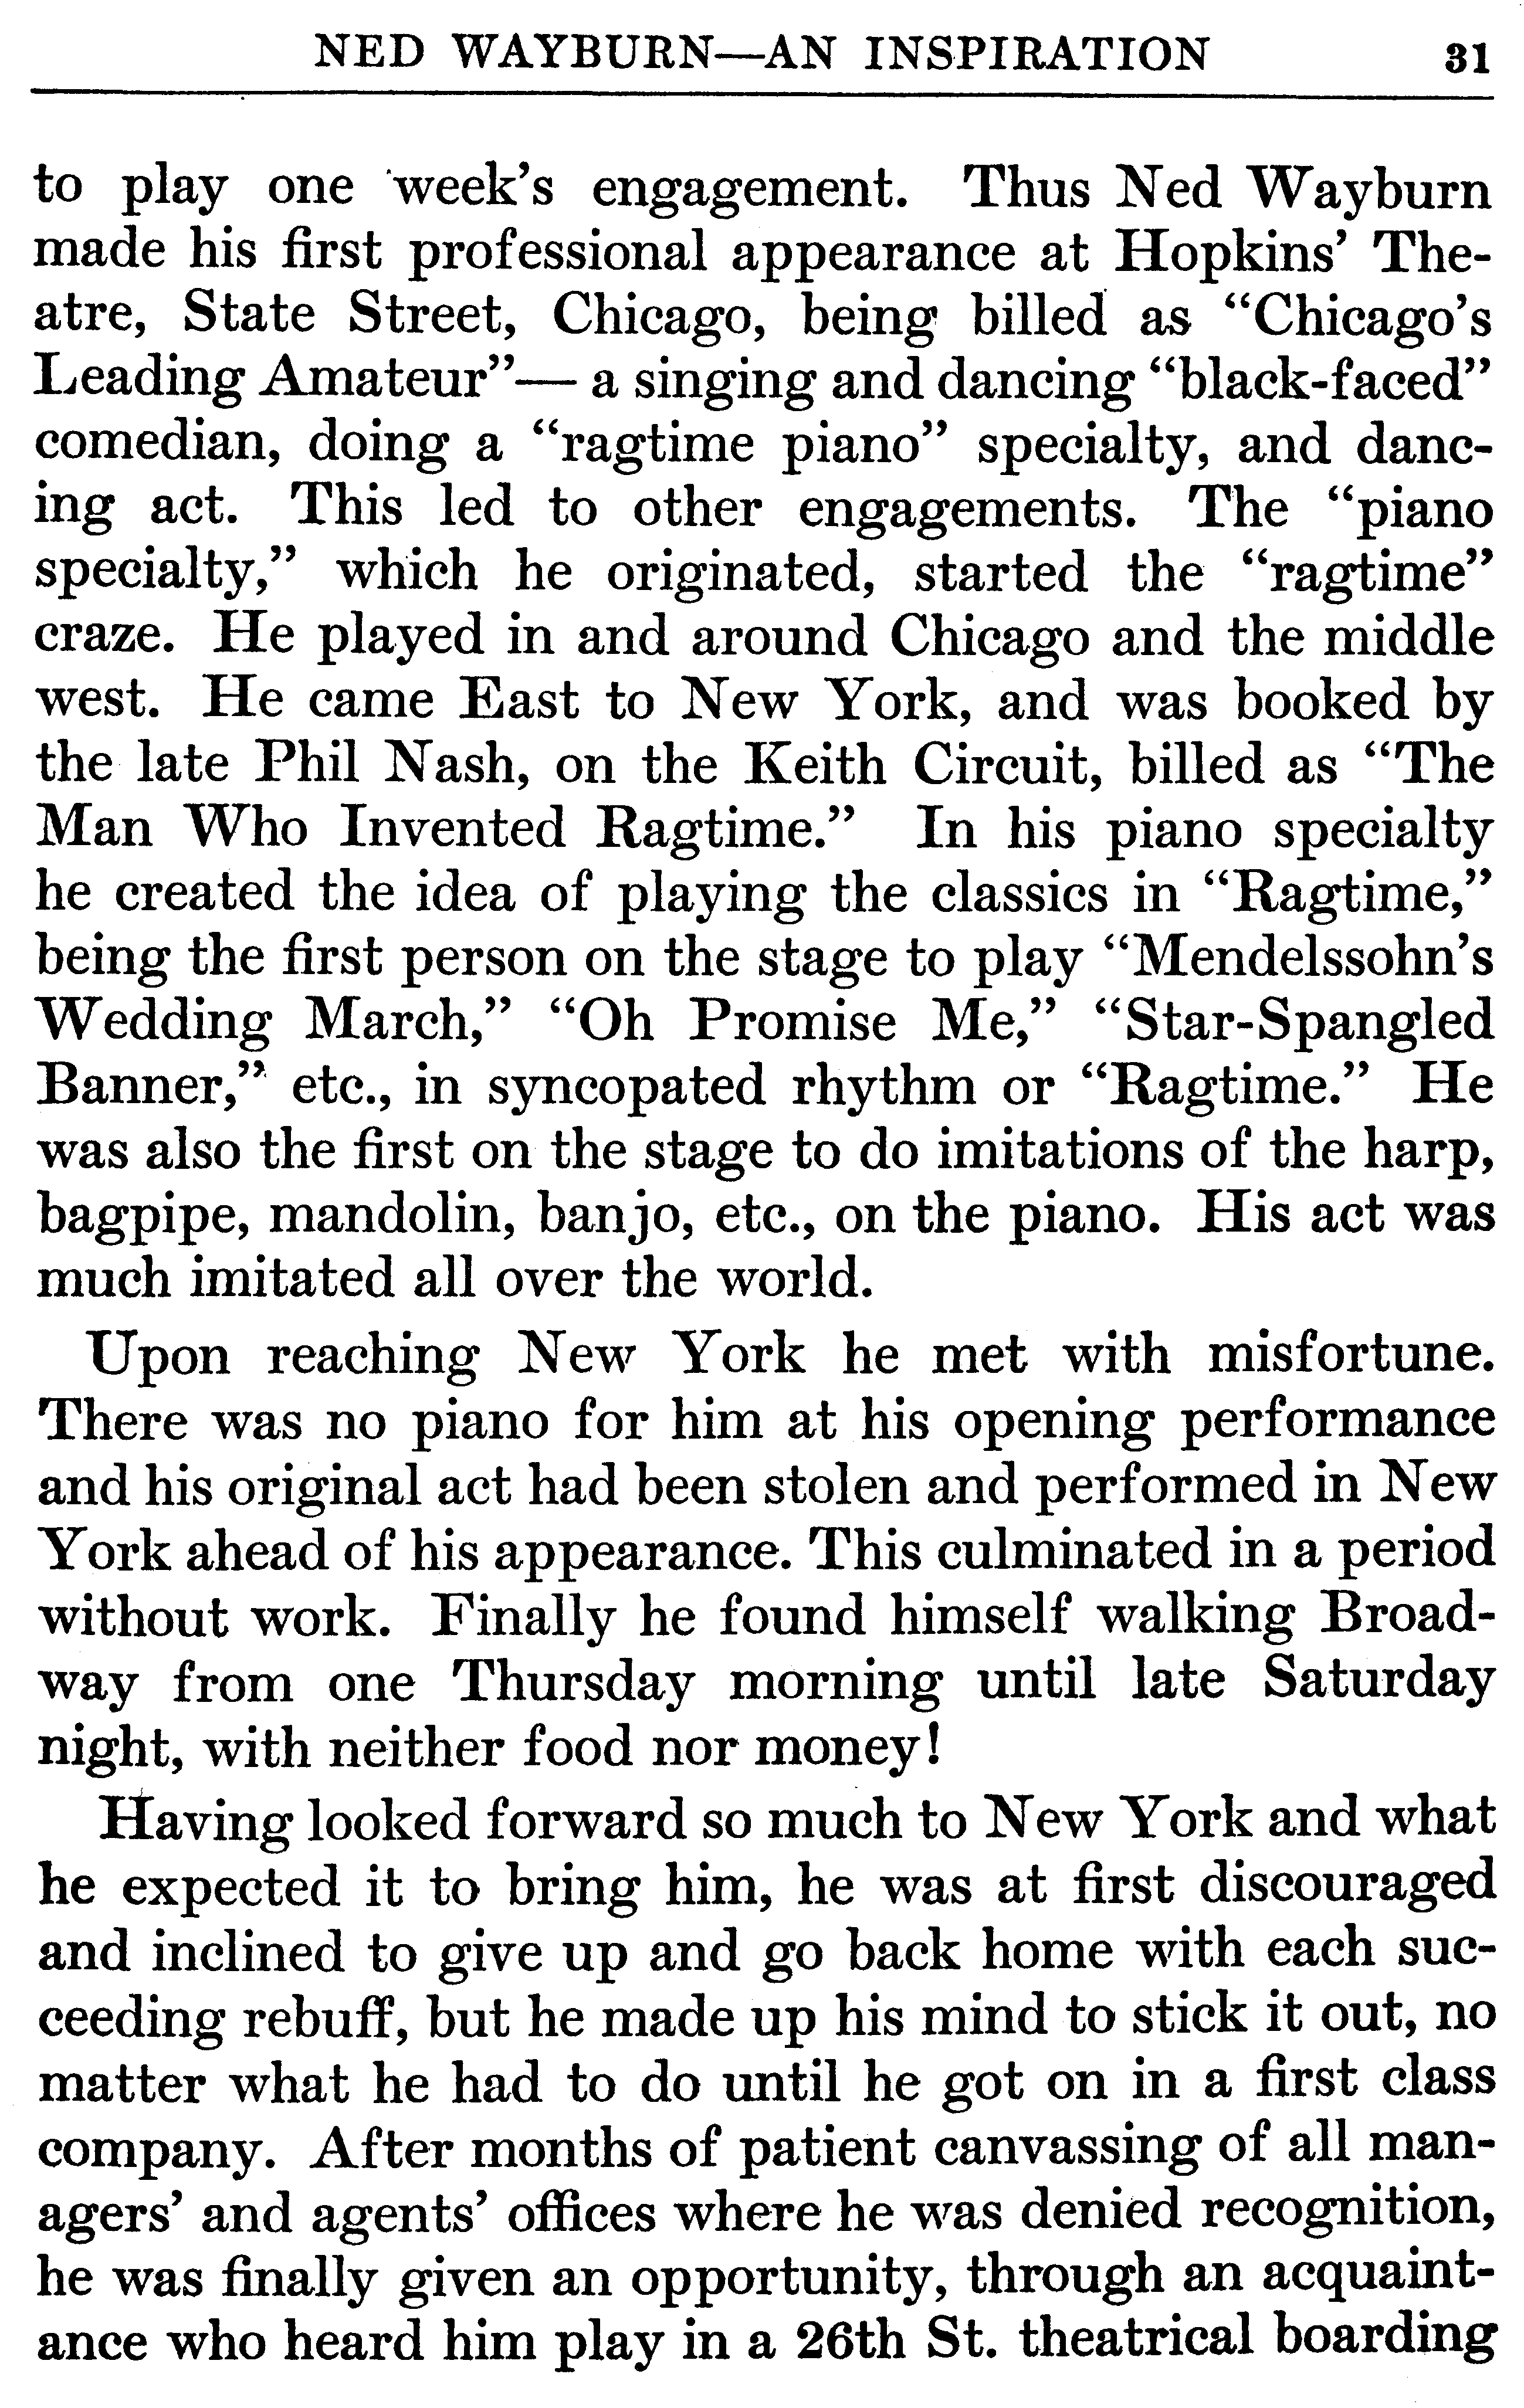 NED WAYBURN—AN INSPIRATION 31
to play one week's engagement. Thus Ned Wayburn
made his first professional appearance at Hopkins' The-
atre, State Street, Chicago, being billed as “Chicago's
Leading Amateur”— a singing and dancing “black-faced”
comedian, doing a “ragtime piano” specialty, and danc-
ing act. This led to other engagements. The “piano
specialty,” which he originated, started the “ragtime”
craze. He played in and around Chicago and the middle
west. He came East to New York, and was booked by
the late Phil Nash, on the Keith Circuit, billed as “The
Man Who Invented Ragtime.” In his piano specialty
he created the idea of playing the classics in “Ragtime,”
being the first person on the stage to play “Mendelssohn's
Wedding March,” “Oh Promise Me,” “Star-Spangled
Banner,” etc., in syncopated rhythm or “Ragtime.” He
was also the first on the stage to do imitations of the harp,
bagpipe, mandolin, banjo, etc., on the piano. His act was
much imitated all over the world.
Upon reaching New York he met with misfortune.
There was no piano for him at his opening performance
and his original act had been stolen and performed in New
York ahead of his appearance. This culminated in a period
without work. Finally he found himself walking Broad-
way from one Thursday morning until late Saturday
night, with neither food nor money!
Having looked forward so much to New York and what
he expected it to bring him, he was at first discouraged
and inclined to give up and go back home with each suc-
ceeding rebuff, but he made up his mind to stick it out, no
matter what he had to do until he got on in a first class
company. After months of patient canvassing of all man-
agers' and agents' offices where he was denied recognition,
he was finally given an opportunity, through an acquaint-
ance who heard him play in a 26th St. theatrical boarding